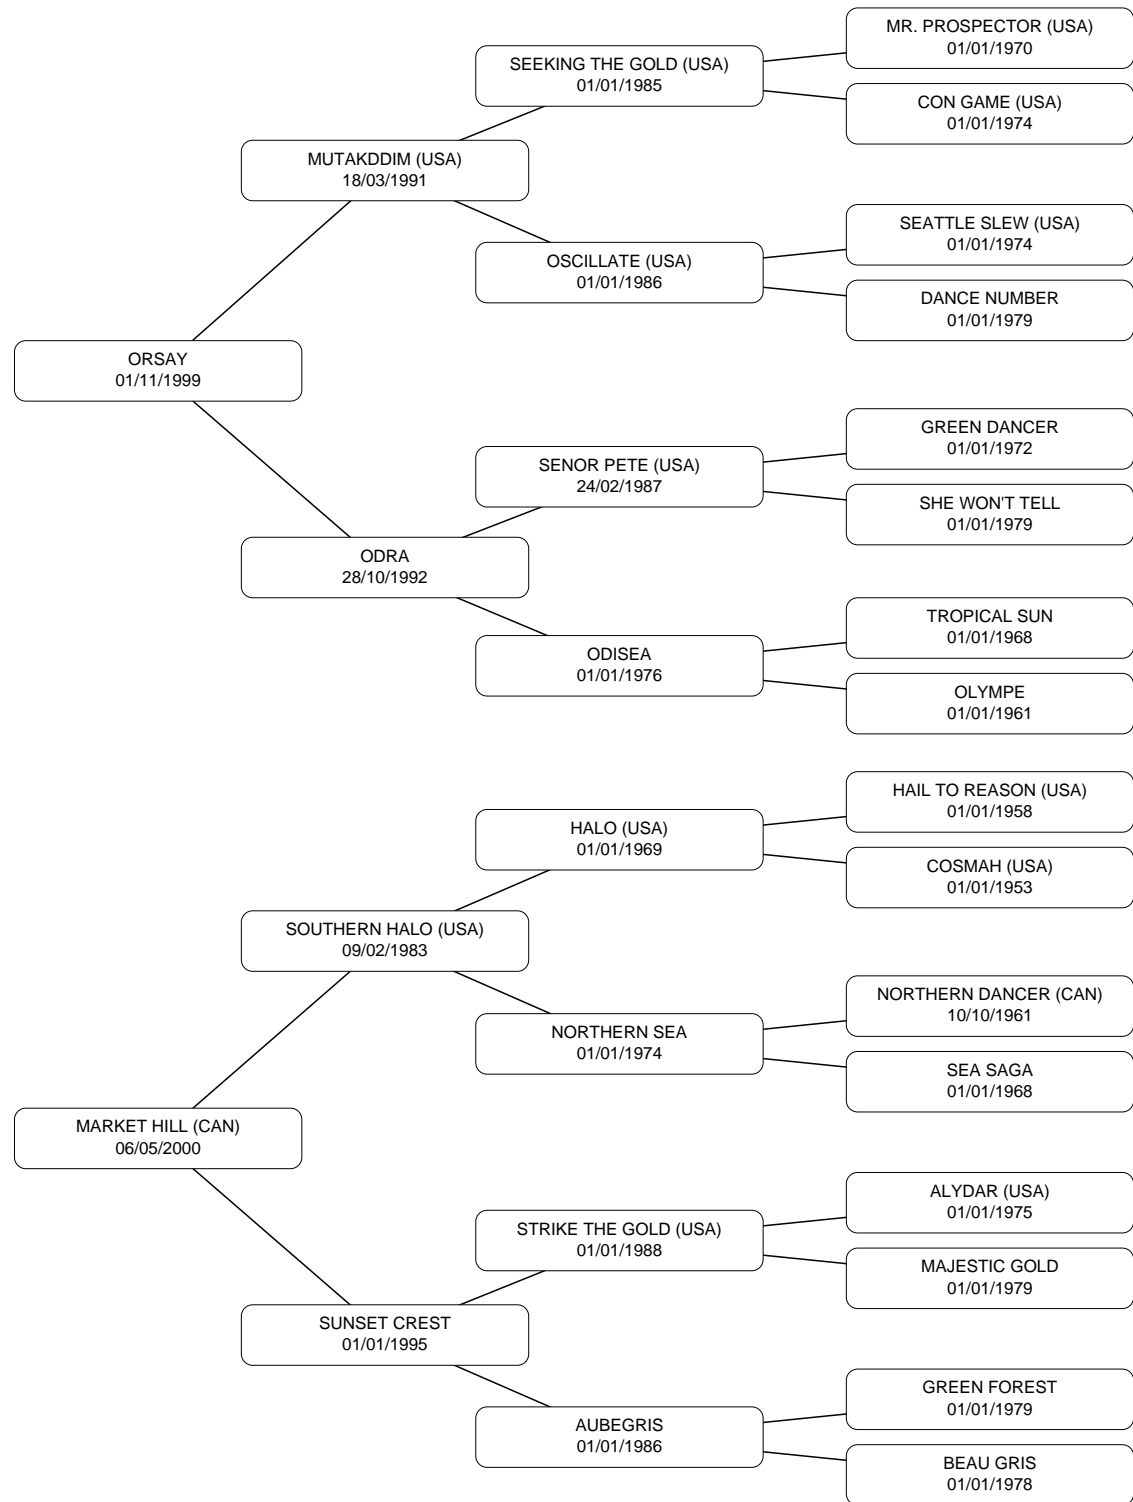 MR. PROSPECTOR (USA)
01/01/1970
SEEKING THE GOLD (USA)
01/01/1985
CON GAME (USA)
01/01/1974
MUTAKDDIM (USA)
18/03/1991
SEATTLE SLEW (USA)
01/01/1974
OSCILLATE (USA)
01/01/1986
DANCE NUMBER
01/01/1979
ORSAY
01/11/1999
GREEN DANCER
01/01/1972
SENOR PETE (USA)
24/02/1987
SHE WON'T TELL
01/01/1979
ODRA
28/10/1992
TROPICAL SUN
01/01/1968
ODISEA
01/01/1976
OLYMPE
01/01/1961
HAIL TO REASON (USA)
01/01/1958
HALO (USA)
01/01/1969
COSMAH (USA)
01/01/1953
SOUTHERN HALO (USA)
09/02/1983
NORTHERN DANCER (CAN)
10/10/1961
NORTHERN SEA
01/01/1974
SEA SAGA
01/01/1968
MARKET HILL (CAN)
06/05/2000
ALYDAR (USA)
01/01/1975
STRIKE THE GOLD (USA)
01/01/1988
MAJESTIC GOLD
01/01/1979
SUNSET CREST
01/01/1995
GREEN FOREST
01/01/1979
AUBEGRIS
01/01/1986
BEAU GRIS
01/01/1978